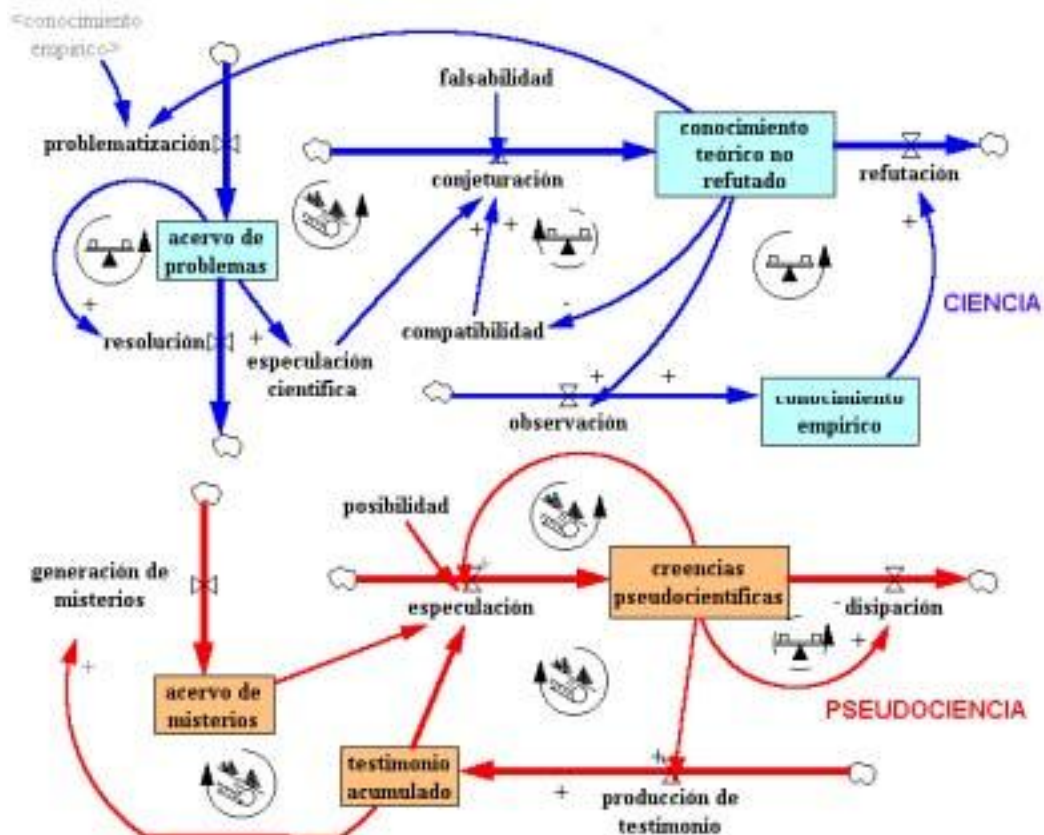 <conocimiento
empírico>
falsabilidad
conocimiento
teórico no
refutado
problematización
conjeturación
refutación
acervo de
problemas
CIENCIA
resolución
especulación
científica
compatibilidad
observación
conocimiento
empírico
posibilidad
generación de
misterios
creencias
pseudocientíficas
especulación
disipación
acervo de
misterios
PSEUDOCIENCIA
testimonio
acumulado
producción de
testimonio